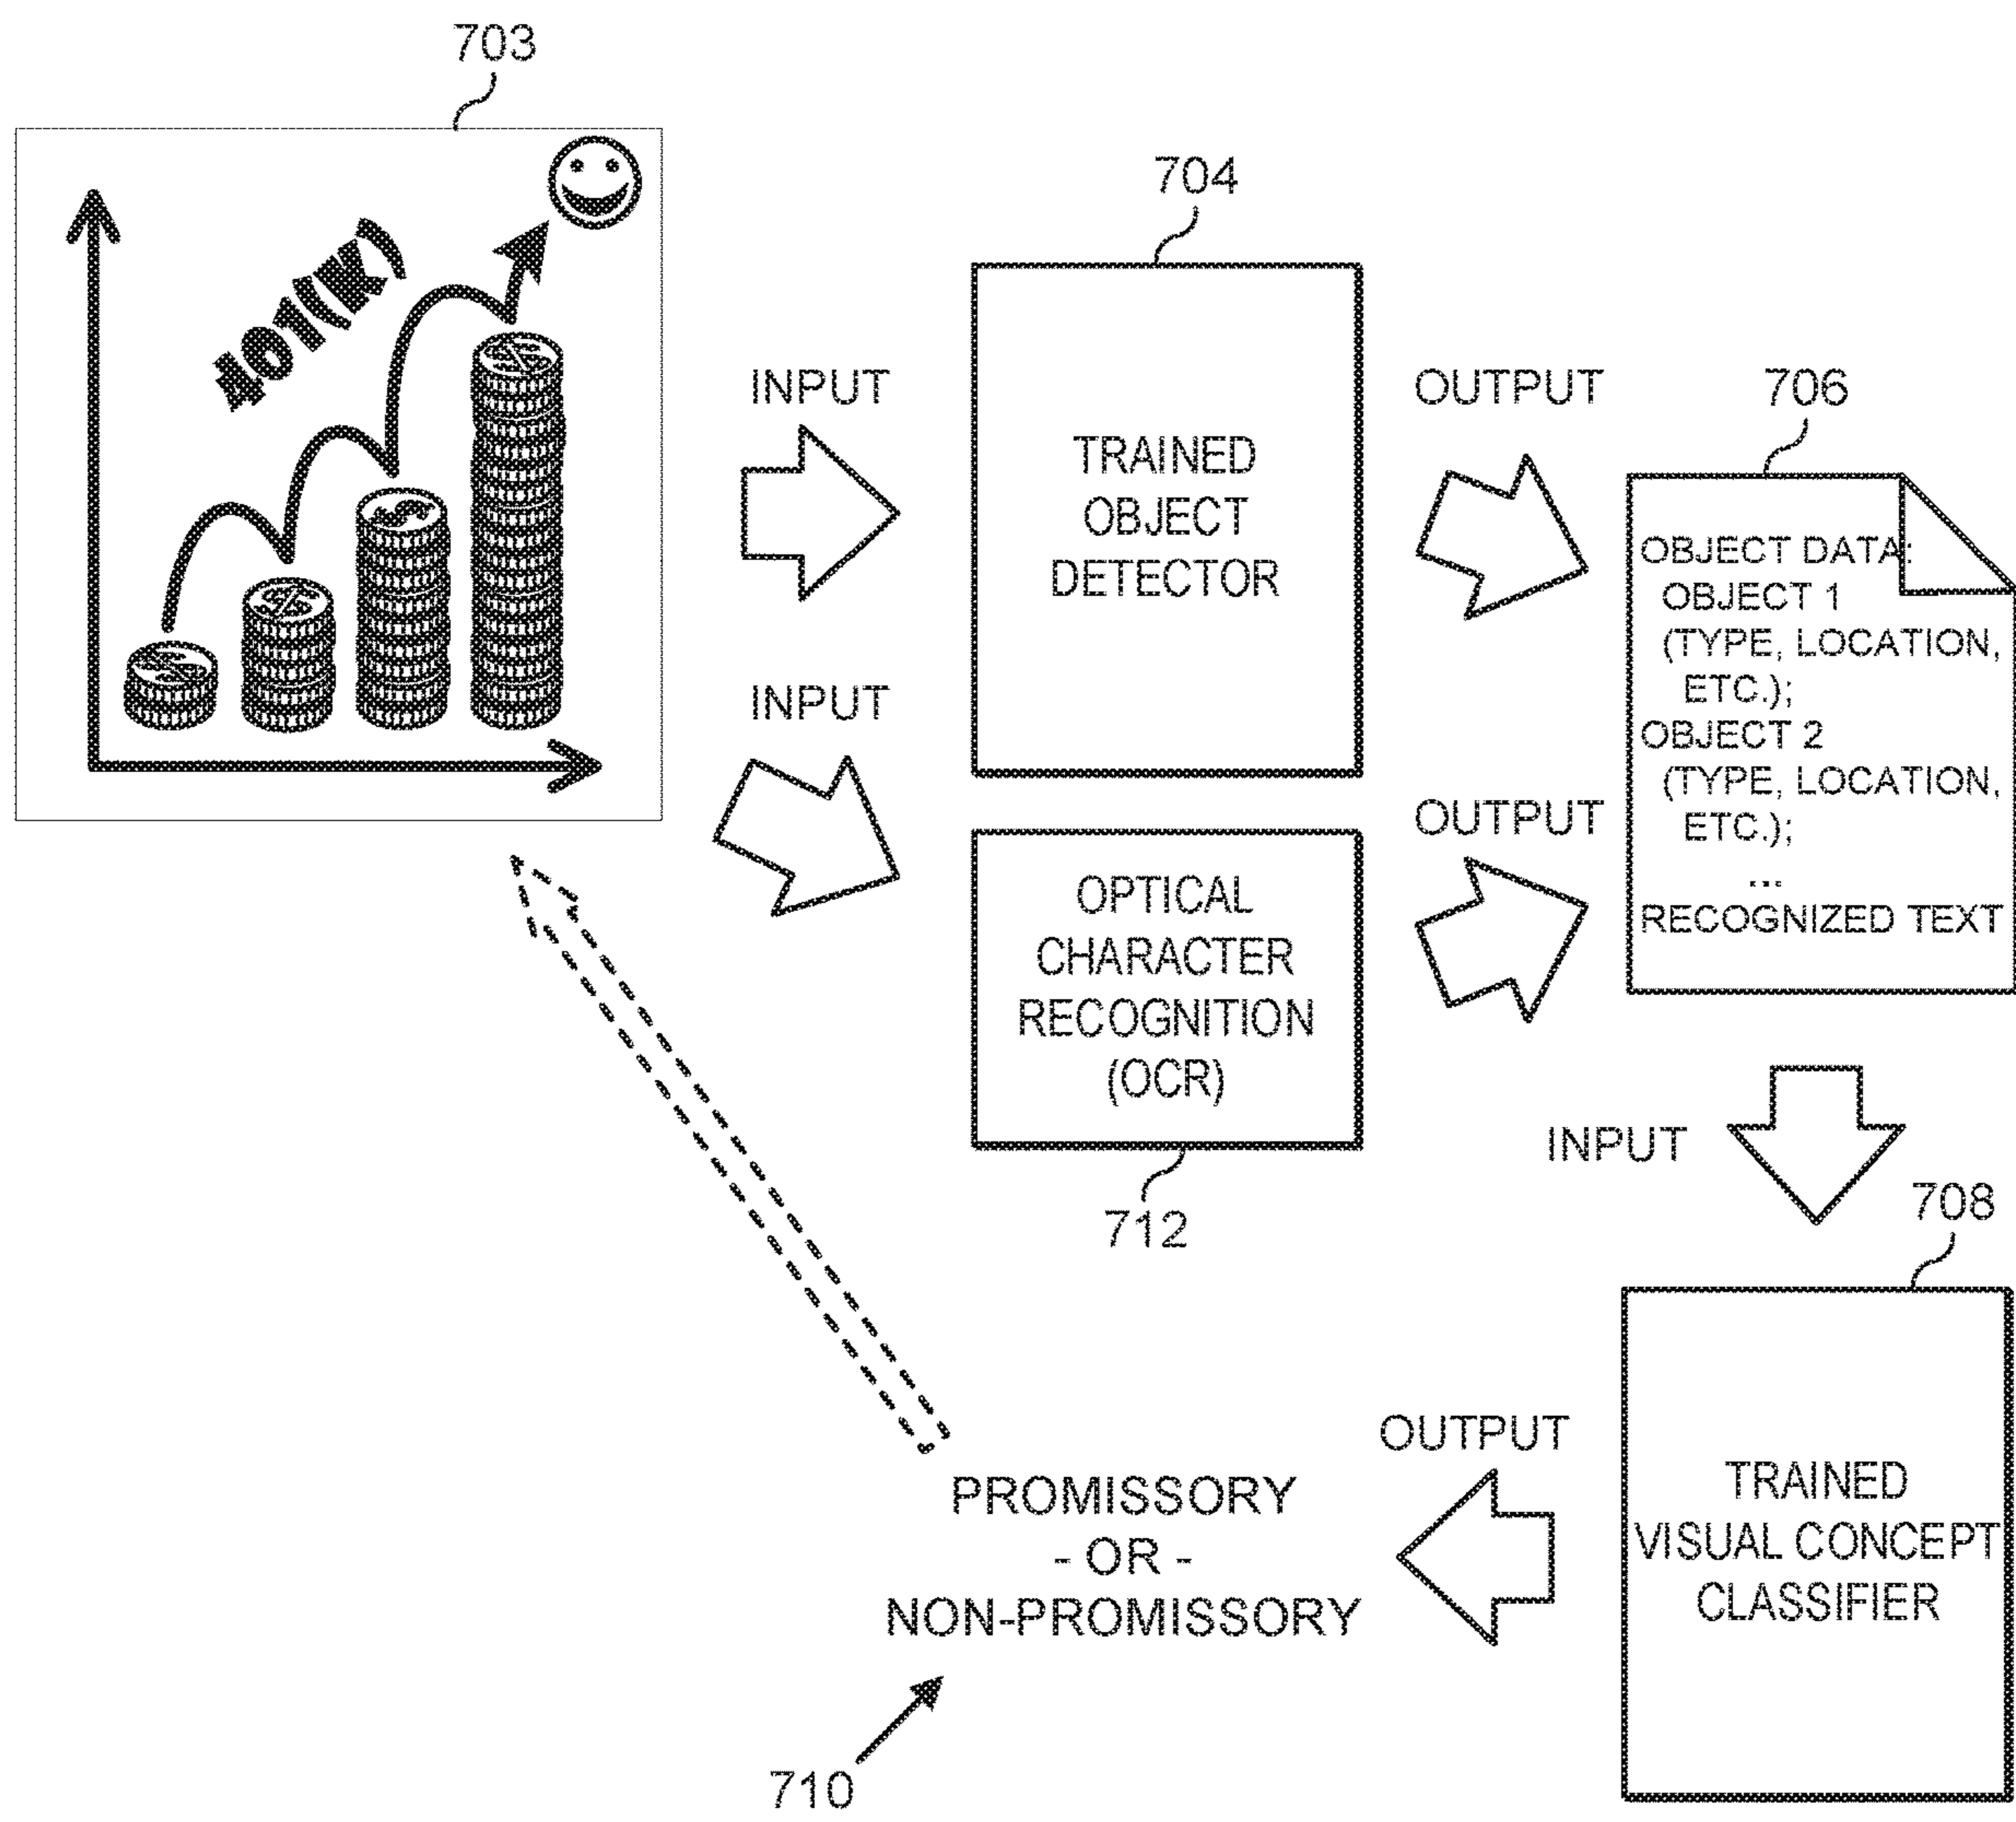 703
401(K)
INPUT
INPUT
704
TRAINED
OBJECT
DETECTOR
OPTICAL
CHARACTER
RECOGNITION
(OCR)
712
OUTPUT
OUTPUT
706
OBJECT DATA:
OBJECT 1
(TYPE, LOCATION,
ETC.);
OBJECT 2
(TYPE, LOCATION,
ETC.);
...
RECOGNIZED TEXT
INPUT
708
TRAINED
VISUAL CONCEPT
CLASSIFIER
OUTPUT
PROMISSORY
- OR -
NON-PROMISSORY
710